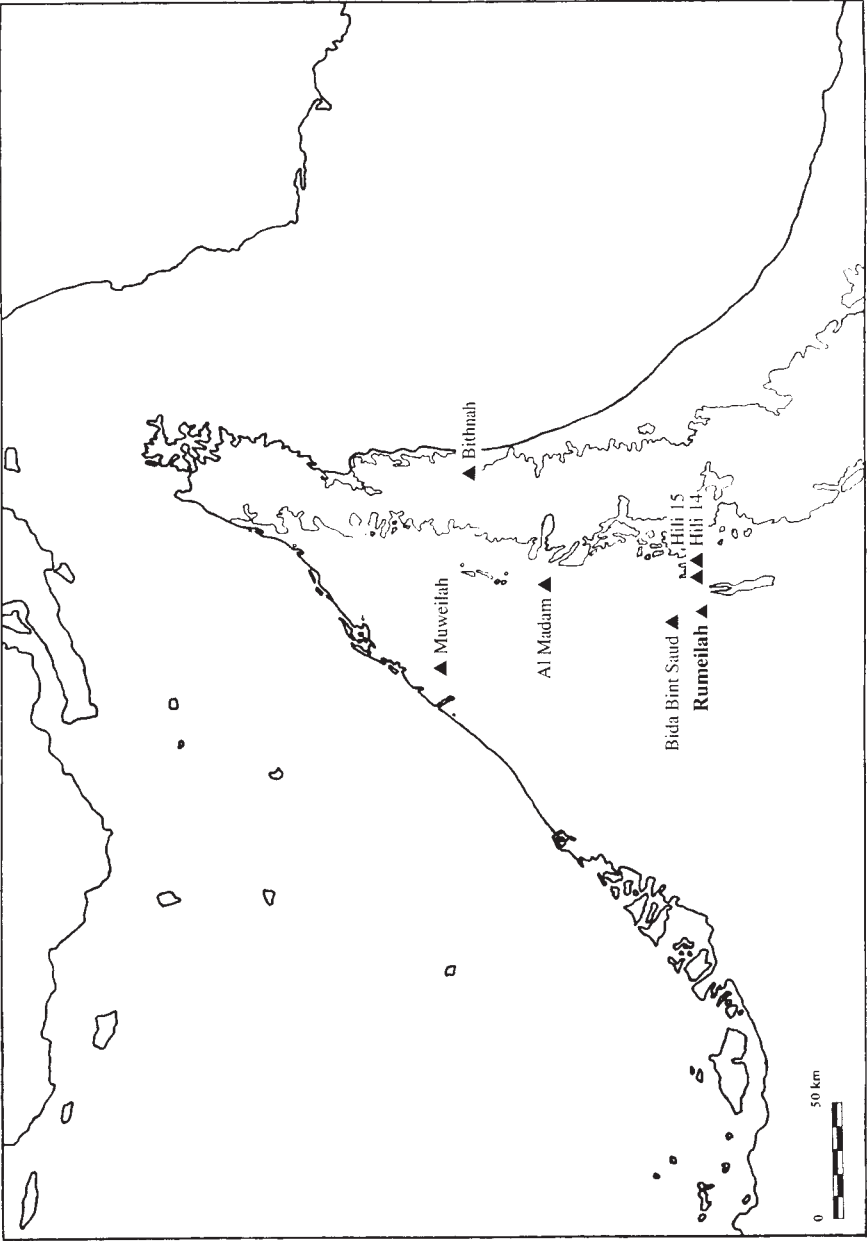 Bithnah
Muweilah
Al Madam
Hili 15
Hili 14
Bida Bint Saud
Rumeilah
0 50 km